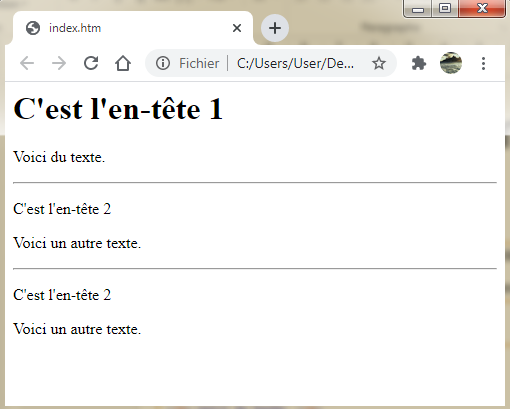 index.htm
Fichier C:/Users/User/De...
C'est l'en-tête 1
Voici du texte.
C'est l'en-tête 2
Voici un autre texte.
C'est l'en-tête 2
Voici un autre texte.